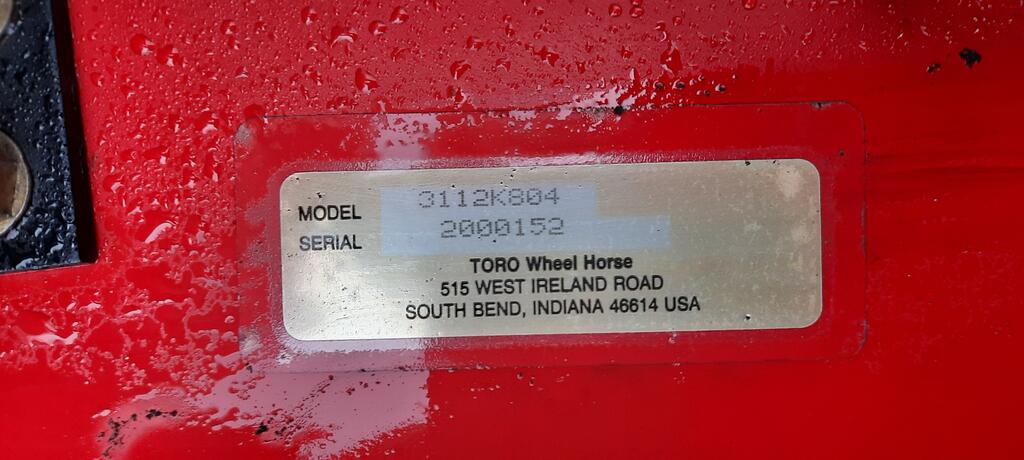 MODEL 3112K804
SERIAL 2000152
TORO Wheel Horse
515 WEST IRELAND ROAD
SOUTH BEND, INDIANA 46614 USA